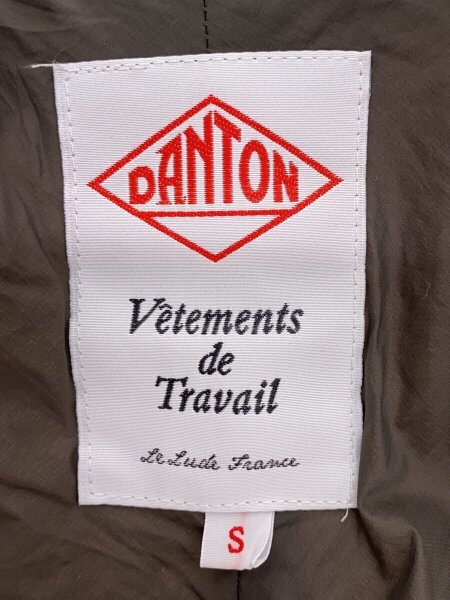 DANTON
Vêtements
de
Travail
Le Lude France
S